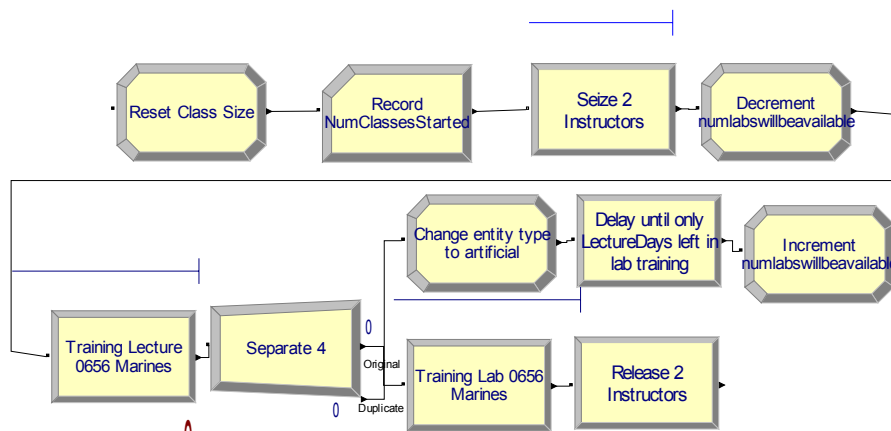 Reset Class Size
Record
NumClassesStarted
Seize 2
Instructors
Decrement
numlabswillbeavailable
Change entity type
to artificial
Delay until only
LectureDays left in
lab training
Increment
numlabswillbeavailable
Training Lecture
0656 Marines
Separate 4
0
Original
0
Duplicate
Training Lab 0656
Marines
Release 2
Instructors